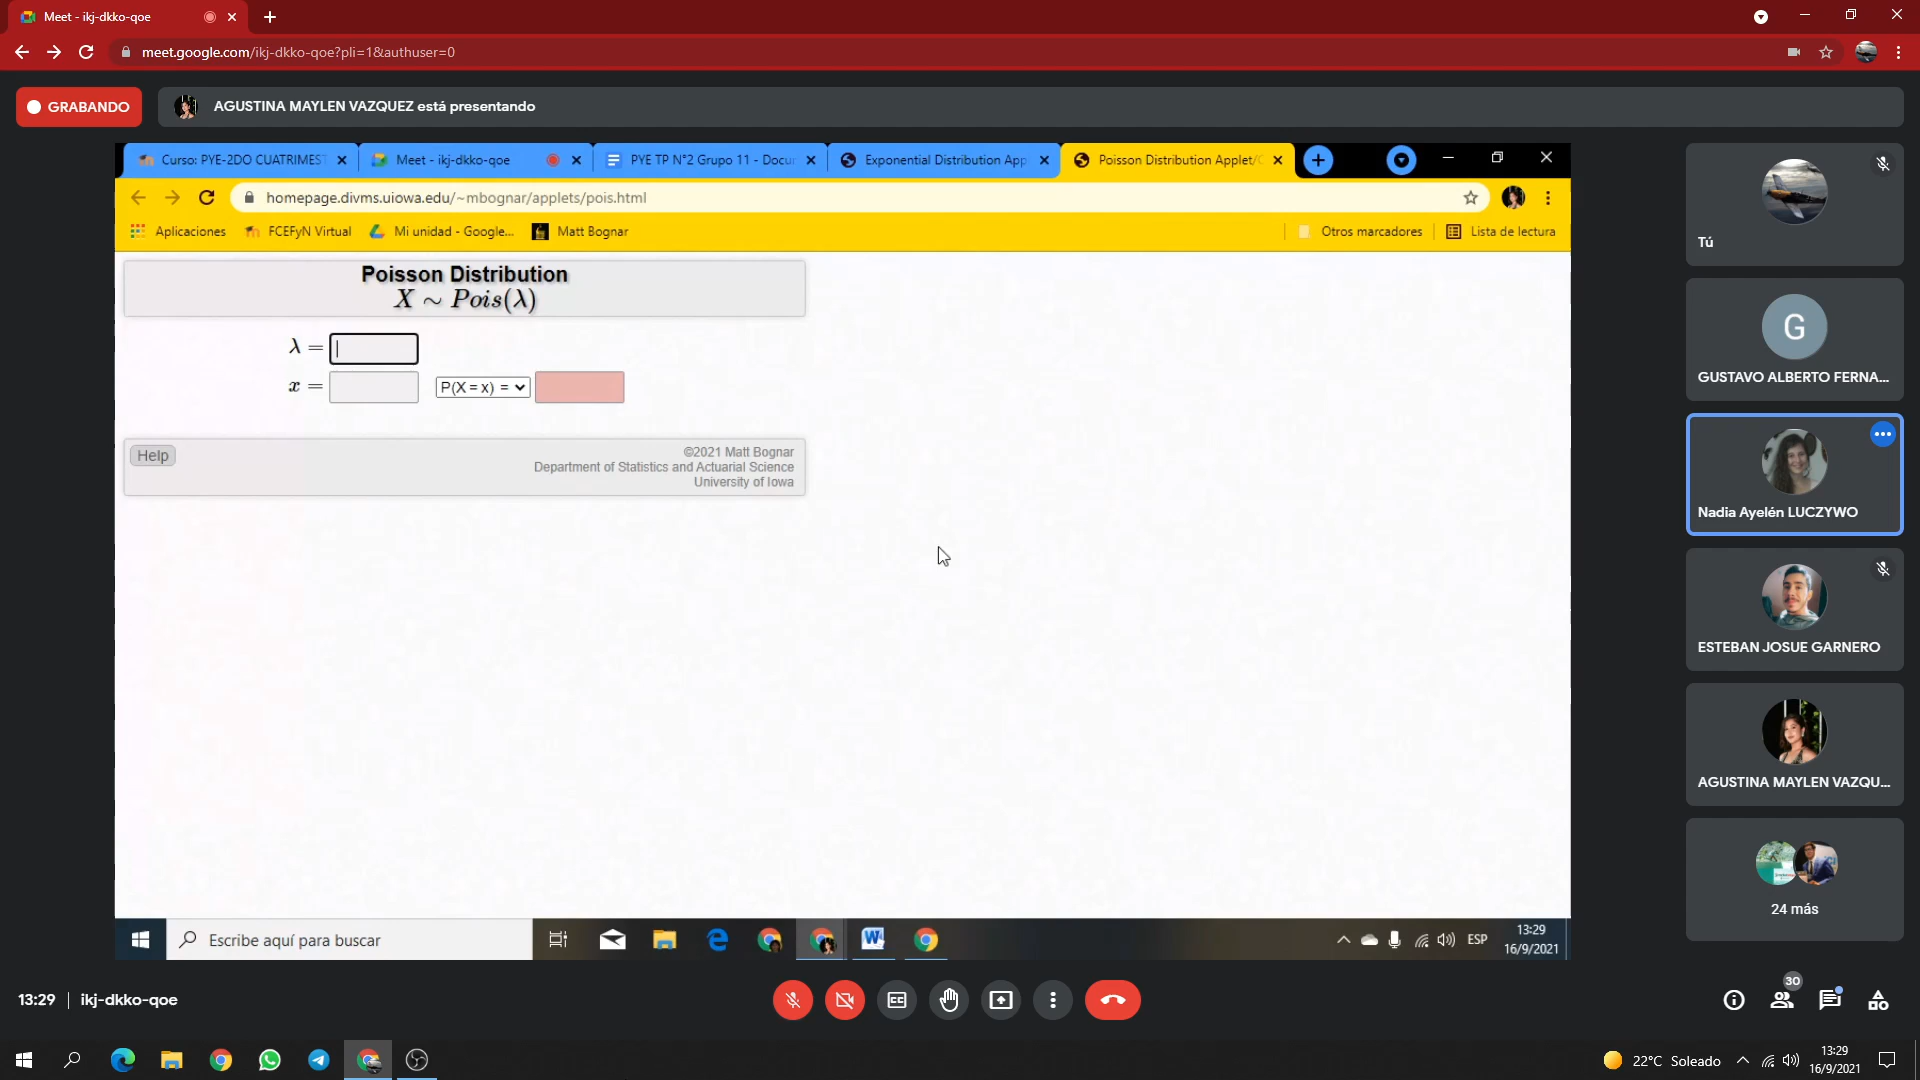 Meet - ikj-dkko-qoe
meet.google.com/ikj-dkko-qoe?pli=1&authuser=0
GRABANDO
AGUSTINA MAYLEN VAZQUEZ está presentando
Curso: PYE-2DO CUATRIMEST
Meet - ikj-dkko-qoe
PYE TP N°2 Grupo 11 - Docu
Exponential Distribution App
Poisson Distribution Applet/C
homepage.divms.uiowa.edu/~mbognar/applets/pois.html
Aplicaciones
FCEFyN Virtual
Mi unidad - Google...
Matt Bognar
Otros marcadores
Lista de lectura
Poisson Distribution
X ∼ Pois(λ)
λ =
x =
P(X = x) =
Help
©2021 Matt Bognar
Department of Statistics and Actuarial Science
University of Iowa
Tú
G
GUSTAVO ALBERTO FERNA...
Nadia Ayelén LUCZYWO
ESTEBAN JOSUE GARNERO
AGUSTINA MAYLEN VAZQU...
24 más
Escribe aquí para buscar
ESP
13:29
16/9/2021
13:29 | ikj-dkko-qoe
30
22°C Soleado
13:29
16/9/2021